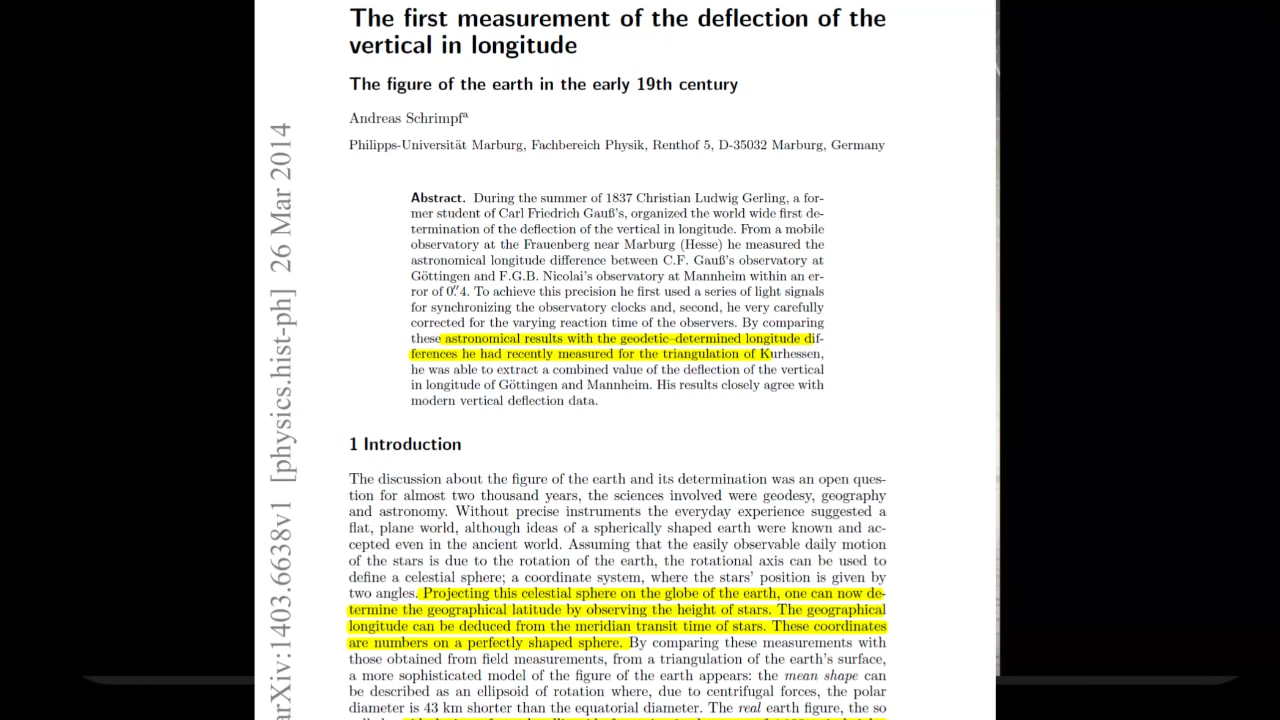 The first measurement of the deflection of the
vertical in longitude
The figure of the earth in the early 19th century
Andreas Schrimpfª
Philipps-Universität Marburg, Fachbereich Physik, Renthof 5, D-35032 Marburg, Germany
arXiv:1403.6638v1 [physics.hist-ph] 26 Mar 2014
Abstract. During the summer of 1837 Christian Ludwig Gerling, a for-
mer student of Carl Friedrich Gauß's, organized the world wide first de-
termination of the deflection of the vertical in longitude. From a mobile
observatory at the Frauenberg near Marburg (Hesse) he measured the
astronomical longitude difference between C.F. Gauß's observatory at
Göttingen and F.G.B. Nicolai's observatory at Mannheim within an er-
ror of 0.″4. To achieve this precision he first used a series of light signals
for synchronizing the observatory clocks and, second, he very carefully
corrected for the varying reaction time of the observers. By comparing
these astronomical results with the geodetic–determined longitude dif-
ferences he had recently measured for the triangulation of Kurhessen,
he was able to extract a combined value of the deflection of the vertical
in longitude of Göttingen and Mannheim. His results closely agree with
modern vertical deflection data.
1 Introduction
The discussion about the figure of the earth and its determination was an open ques-
tion for almost two thousand years, the sciences involved were geodesy, geography
and astronomy. Without precise instruments the everyday experience suggested a
flat, plane world, although ideas of a spherically shaped earth were known and ac-
cepted even in the ancient world. Assuming that the easily observable daily motion
of the stars is due to the rotation of the earth, the rotational axis can be used to
define a celestial sphere; a coordinate system, where the stars' position is given by
two angles. Projecting this celestial sphere on the globe of the earth, one can now de-
termine the geographical latitude by observing the height of stars. The geographical
longitude can be deduced from the meridian transit time of stars. These coordinates
are numbers on a perfectly shaped sphere. By comparing these measurements with
those obtained from field measurements, from a triangulation of the earth's surface,
a more sophisticated model of the figure of the earth appears: the mean shape can
be described as an ellipsoid of rotation where, due to centrifugal forces, the polar
diameter is 43 km shorter than the equatorial diameter. The real earth figure, the so